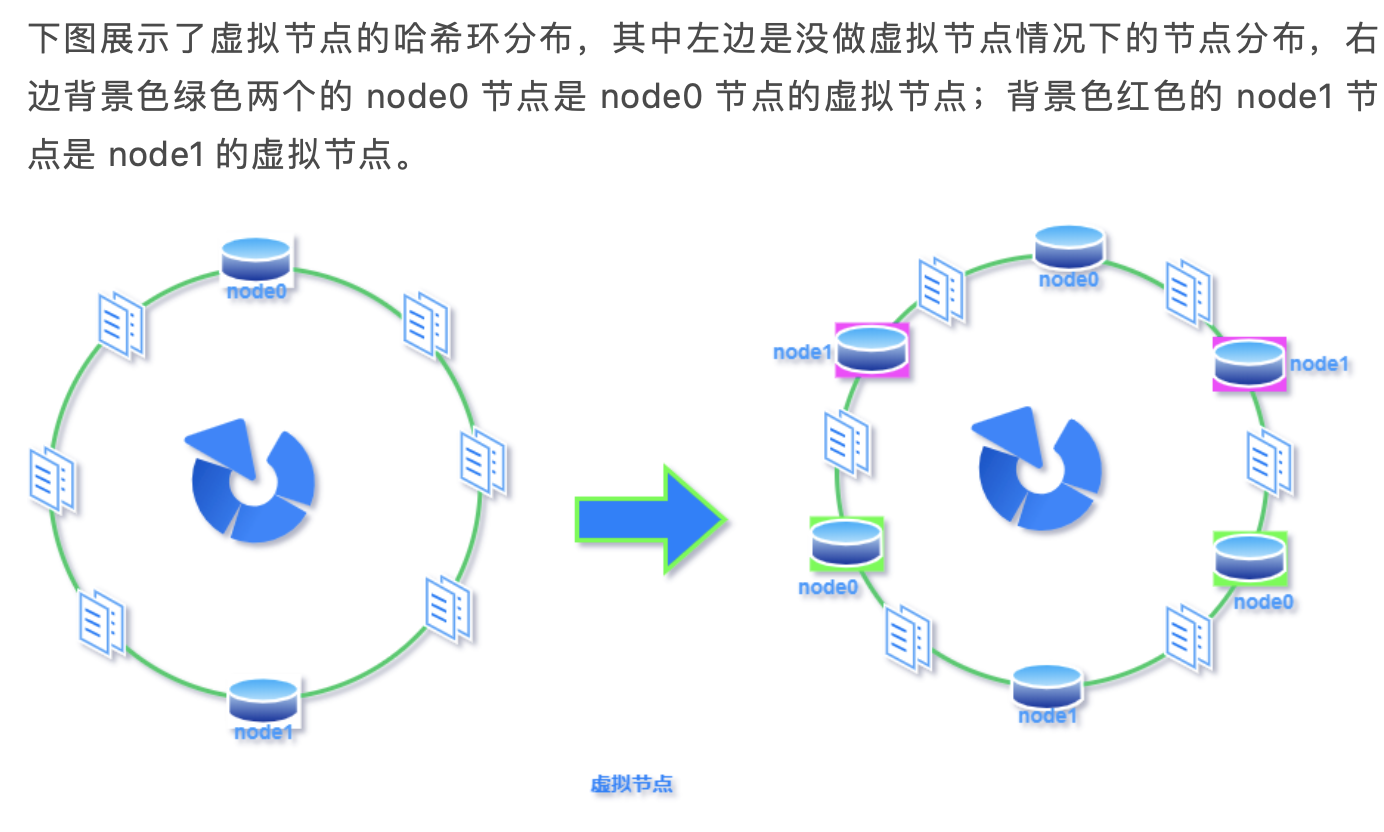 下图展示了虚拟节点的哈希环分布，其中左边是没做虚拟节点情况下的节点分布，右
边背景色绿色两个的 node0 节点是 node0 节点的虚拟节点；背景色红色的 node1 节
点是 node1 的虚拟节点。
node0
node1
node0
node1
node1
node0
node0
node1
虚拟节点